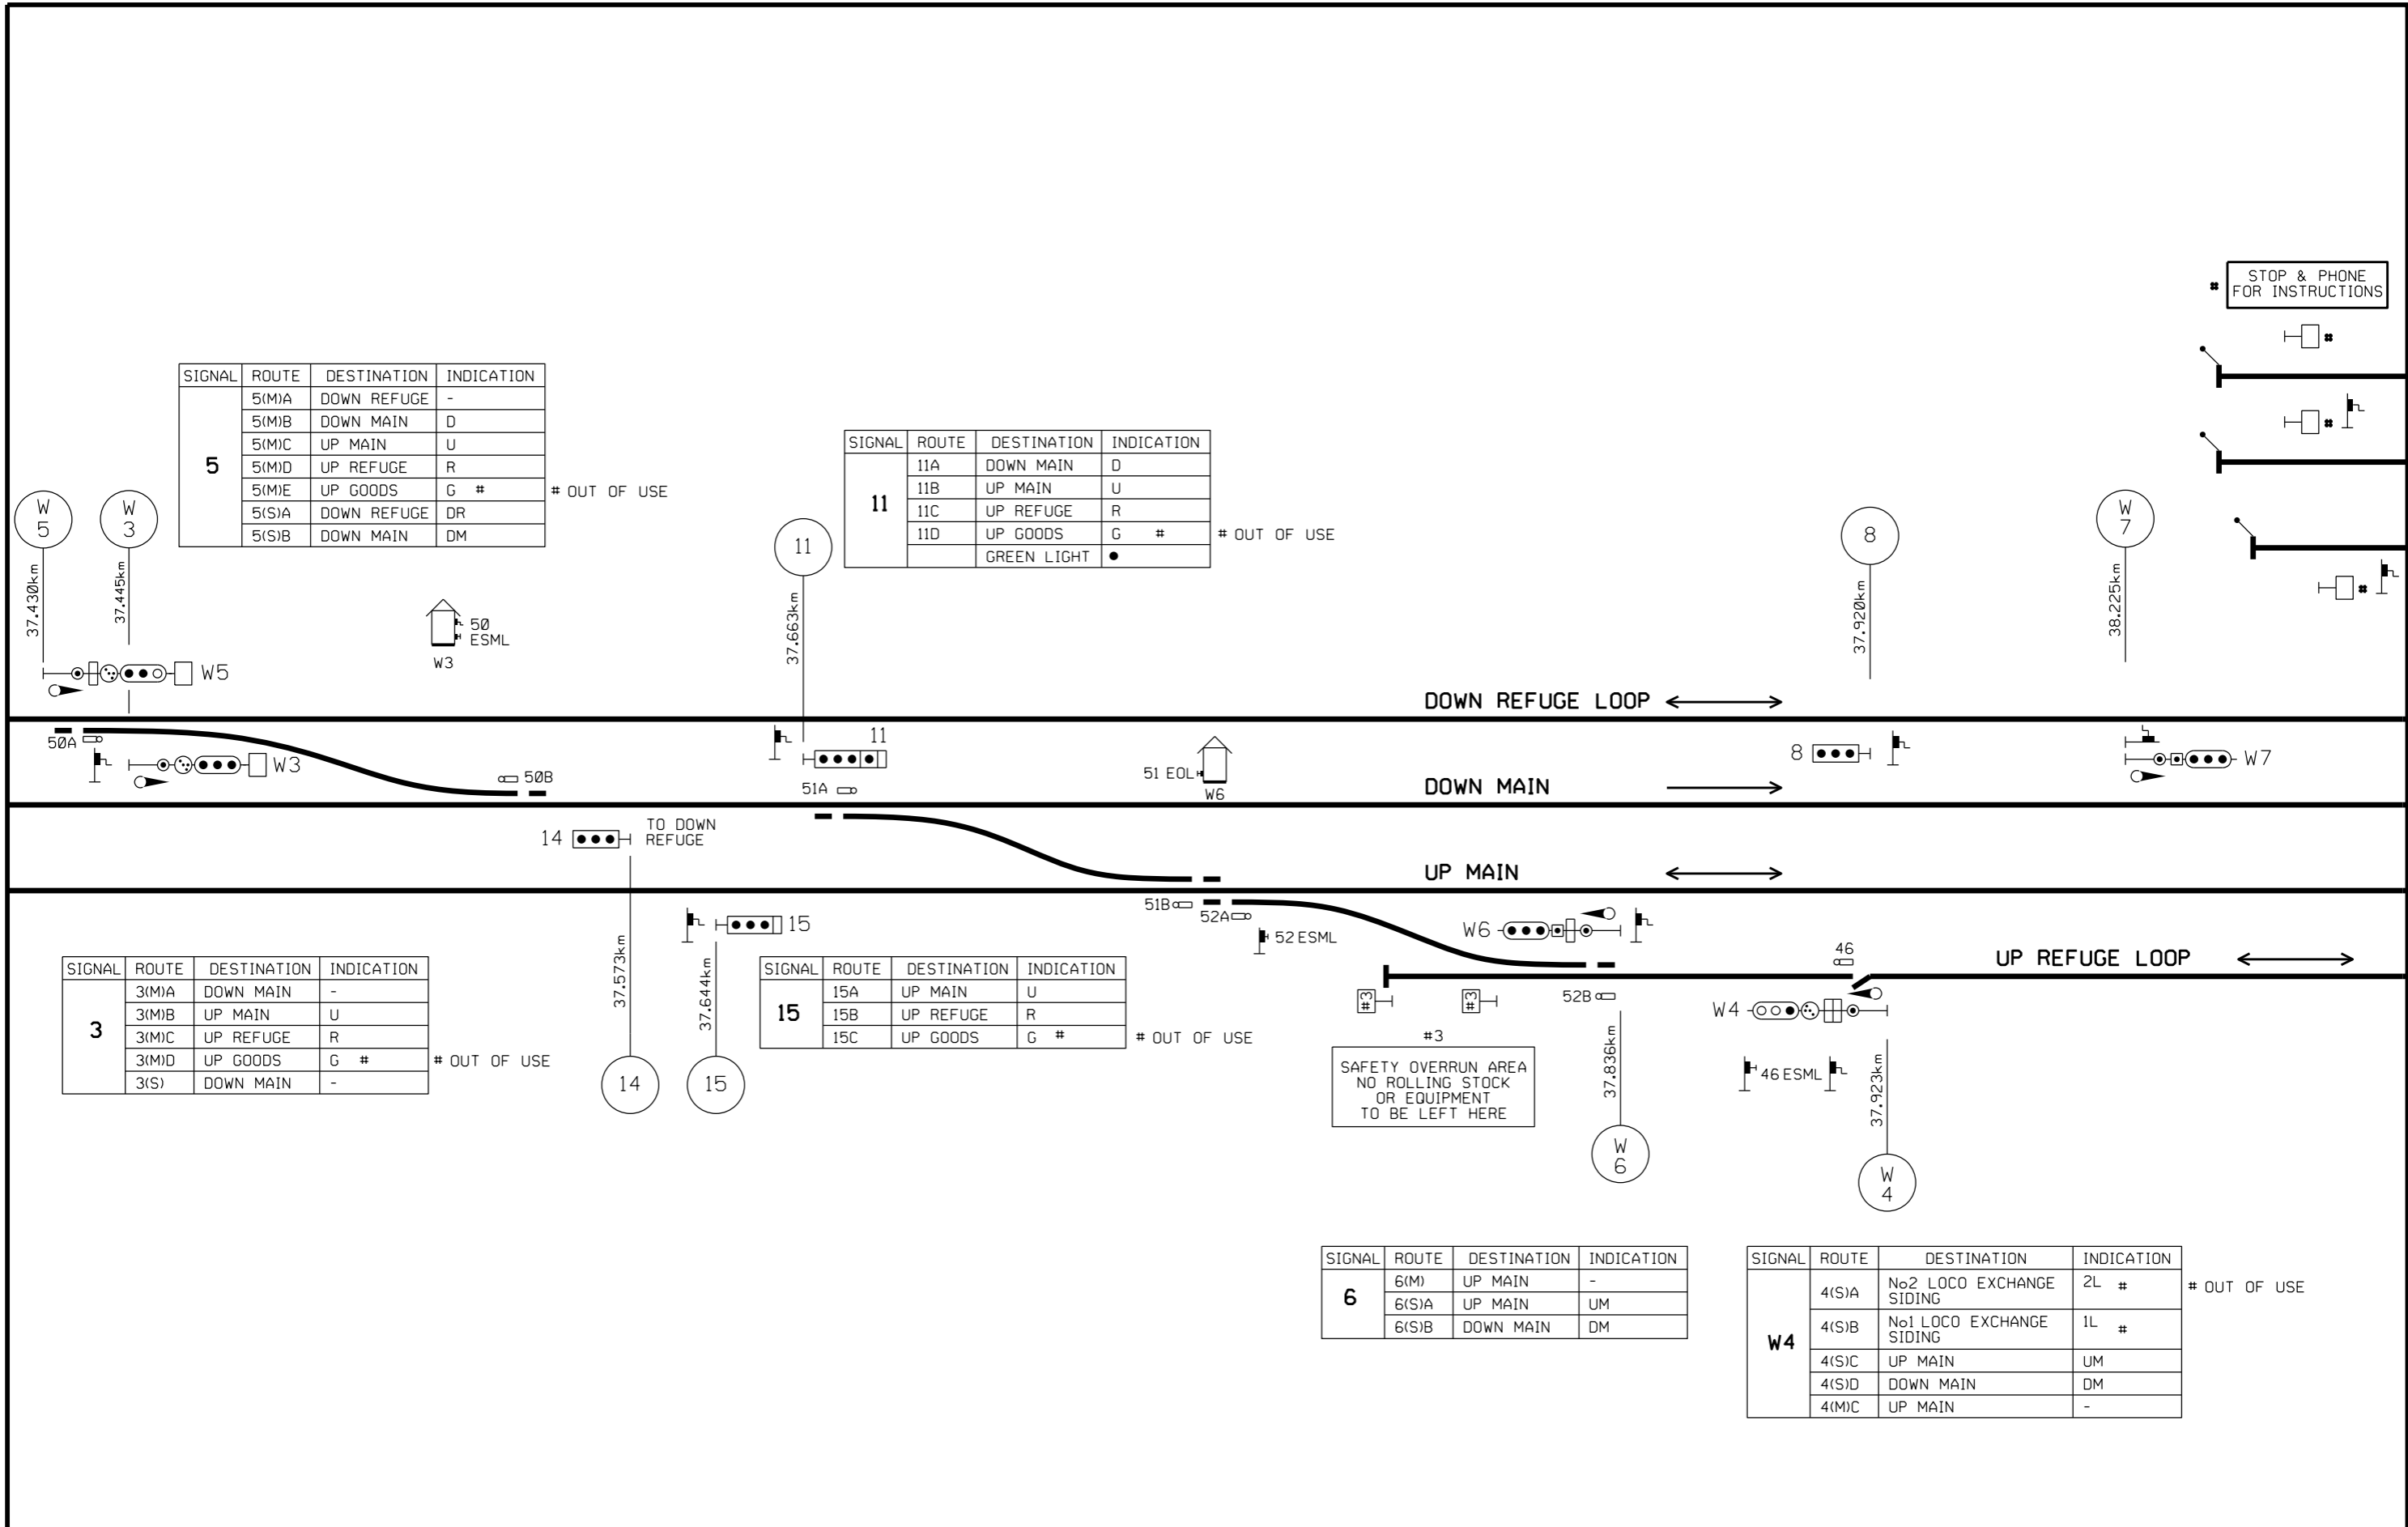 STOP & PHONE
FOR INSTRUCTIONS
#
#
#
#
SIGNAL ROUTE DESTINATION INDICATION
5
5(M)A DOWN REFUGE -
5(M)B DOWN MAIN D
5(M)C UP MAIN U
5(M)D UP REFUGE R
5(M)E UP GOODS G # # OUT OF USE
5(S)A DOWN REFUGE DR
5(S)B DOWN MAIN DM
SIGNAL ROUTE DESTINATION INDICATION
11
11A DOWN MAIN D
11B UP MAIN U
11C UP REFUGE R
11D UP GOODS G # # OUT OF USE
GREEN LIGHT ●
W
5
W
3
11
8
W
7
37.430km
37.445km
37.663km
37.920km
38.225km
50
ESML
W3
W5
DOWN REFUGE LOOP
50A
W3
50B
11
51A
51 EOL
W6
8
W7
DOWN MAIN
14
TO DOWN
REFUGE
UP MAIN
15
51B
52A
52 ESML
W6
46
UP REFUGE LOOP
37.573km
37.644km
#3
#3
52B
W4
#3
SAFETY OVERRUN AREA
NO ROLLING STOCK
OR EQUIPMENT
TO BE LEFT HERE
37.836km
46 ESML
37.923km
SIGNAL ROUTE DESTINATION INDICATION
3
3(M)A DOWN MAIN -
3(M)B UP MAIN U
3(M)C UP REFUGE R
3(M)D UP GOODS G # # OUT OF USE
3(S) DOWN MAIN -
14
15
SIGNAL ROUTE DESTINATION INDICATION
15
15A UP MAIN U
15B UP REFUGE R
15C UP GOODS G # # OUT OF USE
W
6
W
4
SIGNAL ROUTE DESTINATION INDICATION
6
6(M) UP MAIN -
6(S)A UP MAIN UM
6(S)B DOWN MAIN DM
SIGNAL ROUTE DESTINATION INDICATION
W4
4(S)A No2 LOCO EXCHANGE
SIDING 2L # # OUT OF USE
4(S)B No1 LOCO EXCHANGE
SIDING 1L #
4(S)C UP MAIN UM
4(S)D DOWN MAIN DM
4(M)C UP MAIN -